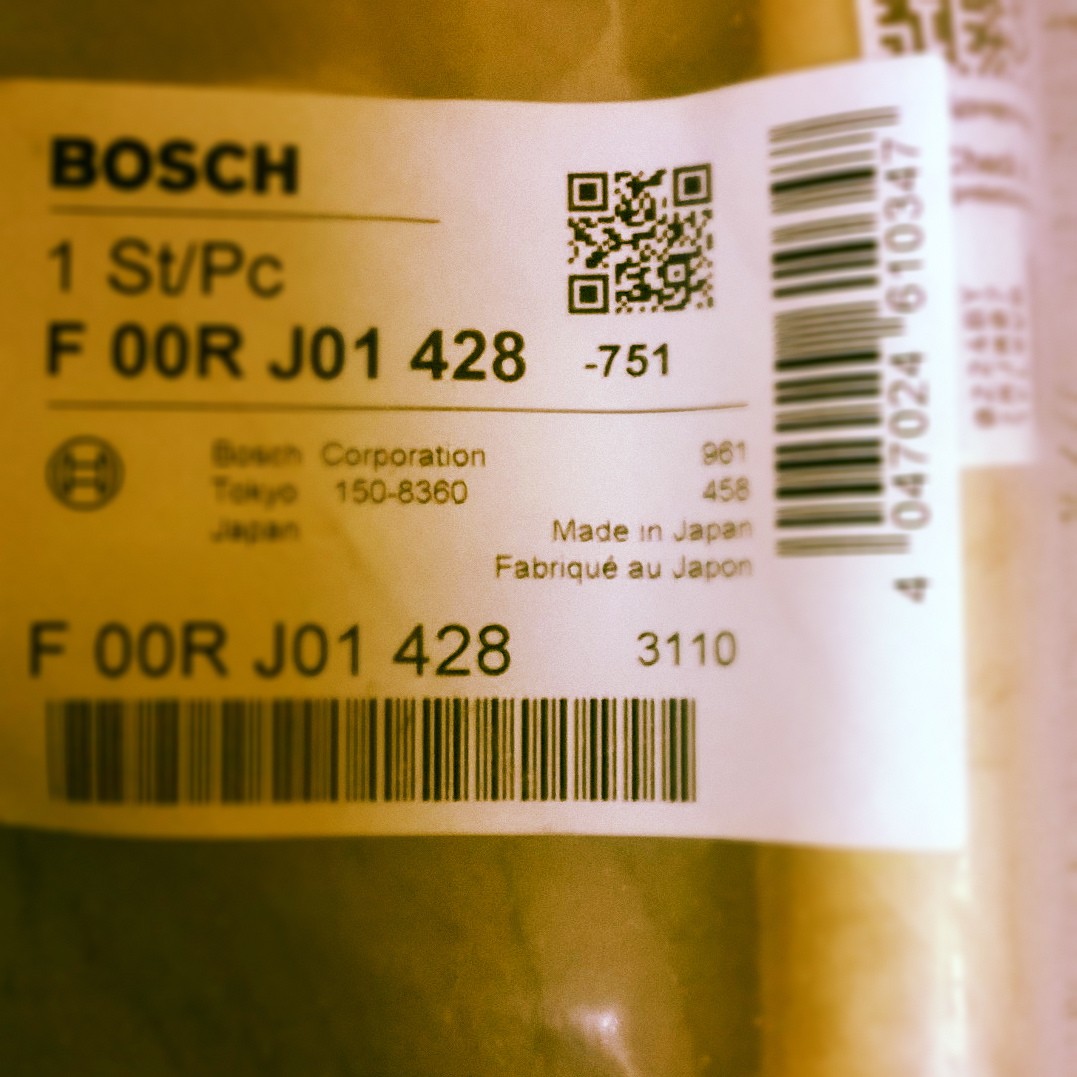 BOSCH
1 St/Pc
F 00R J01 428 -751
Bosch Corporation 961
Tokyo 150-8360 458
Japan Made in Japan
Fabriqué au Japon
F 00R J01 428 3110
4 047024 610347